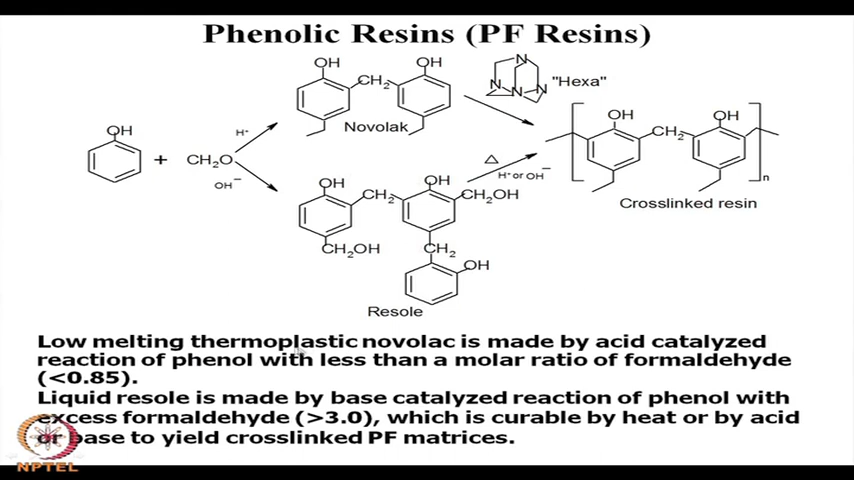 Phenolic Resins (PF Resins)
OH
OH
CH2
N
N
N
N
"Hexa"
Novolak
OH
+
CH2O
H+
OH−
OH
CH2
OH
CH2OH
CH2OH
CH2
OH
Resole
△
H+ or OH−
OH
CH2
OH
n
Crosslinked resin
Low melting thermoplastic novolac is made by acid catalyzed
reaction of phenol with less than a molar ratio of formaldehyde
(<0.85).
Liquid resole is made by base catalyzed reaction of phenol with
excess formaldehyde (>3.0), which is curable by heat or by acid
or base to yield crosslinked PF matrices.
NPTEL